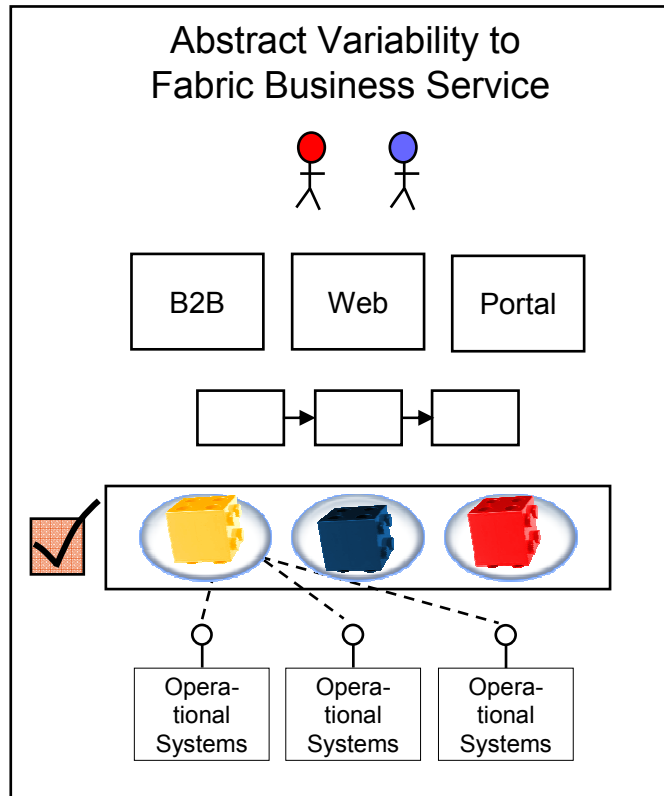 Abstract Variability to
Fabric Business Service
B2B
Web
Portal
Opera-
tional
Systems
Opera-
tional
Systems
Opera-
tional
Systems